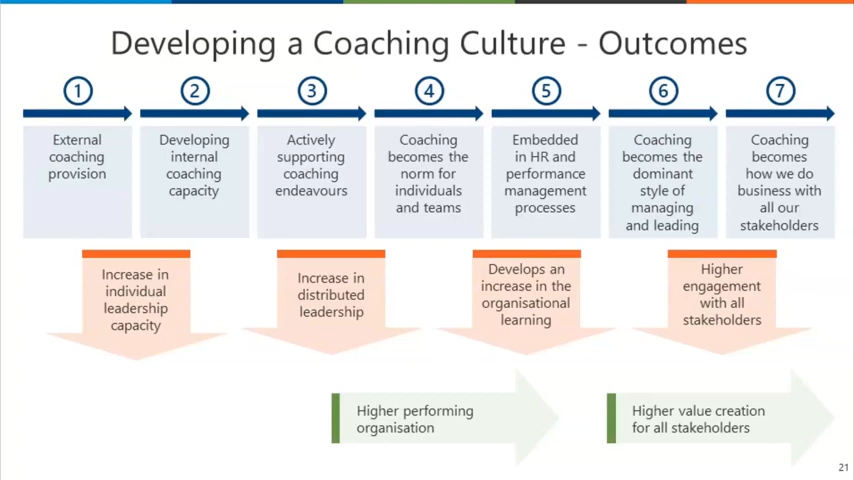 Developing a Coaching Culture - Outcomes
1
2
3
4
5
6
7
External
coaching
provision
Developing
internal
coaching
capacity
Actively
supporting
coaching
endeavours
Coaching
becomes the
norm for
individuals
and teams
Embedded
in HR and
performance
management
processes
Coaching
becomes the
dominant
style of
managing
and leading
Coaching
becomes
how we do
business with
all our
stakeholders
Increase in
individual
leadership
capacity
Increase in
distributed
leadership
Develops an
increase in the
organisational
learning
Higher
engagement
with all
stakeholders
Higher performing
organisation
Higher value creation
for all stakeholders
21